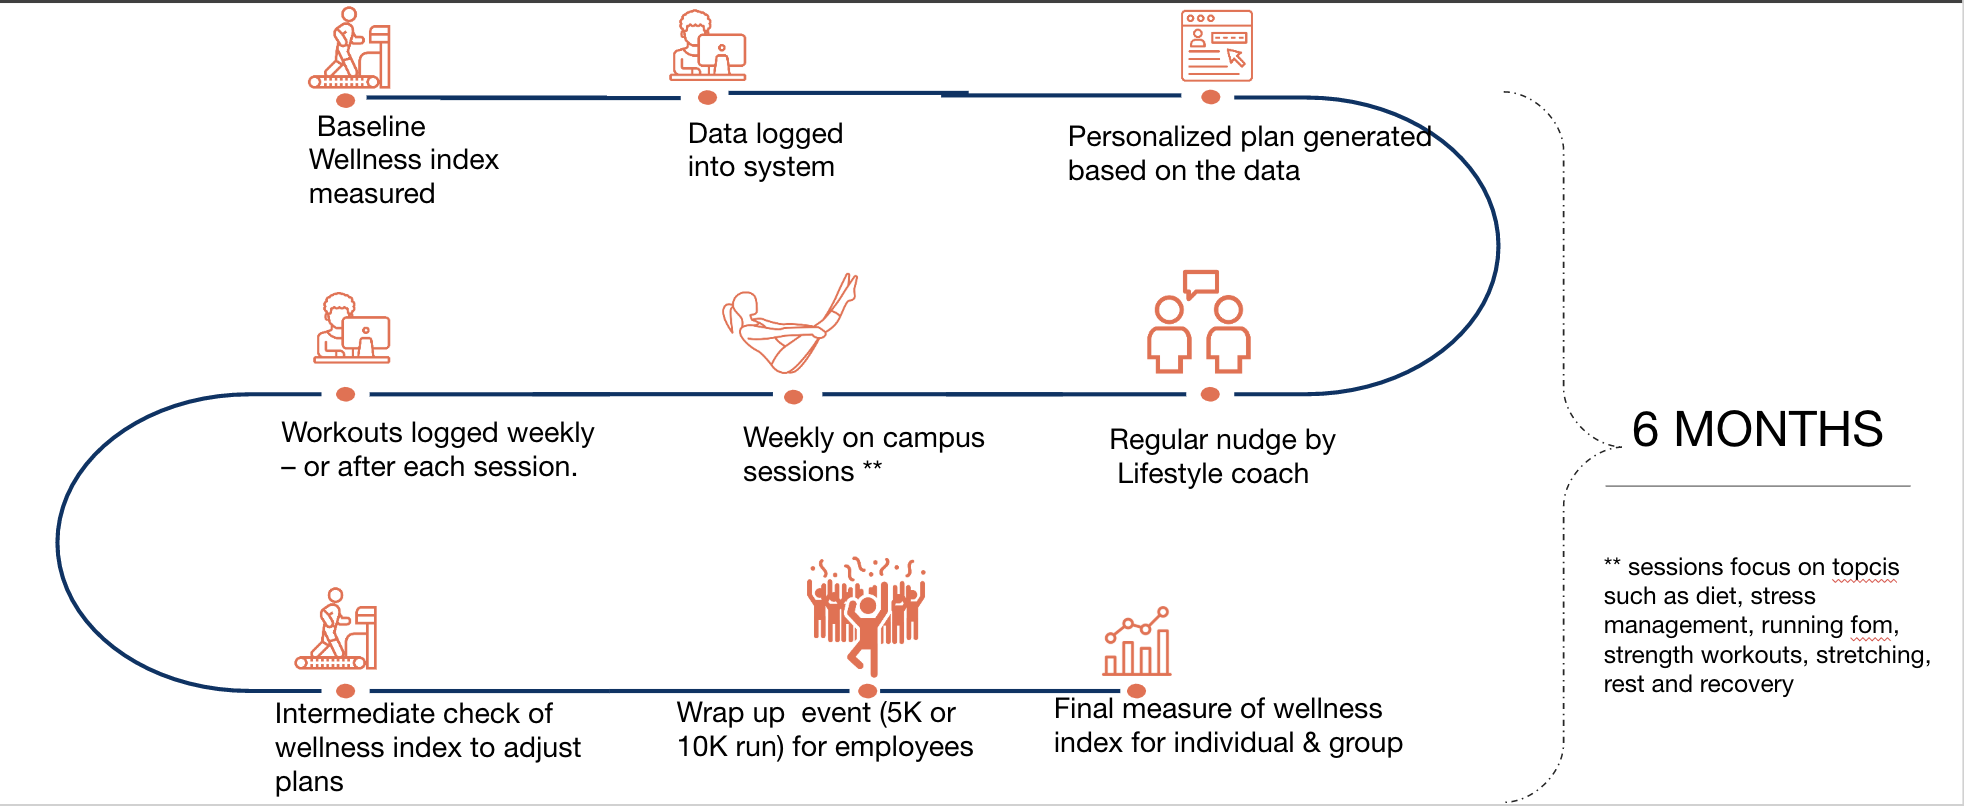 Baseline
Wellness index
measured
Data logged
into system
Personalized plan generated
based on the data
Regular nudge by
Lifestyle coach
Weekly on campus
sessions **
Workouts logged weekly
– or after each session.
Intermediate check of
wellness index to adjust
plans
Wrap up  event (5K or
10K run) for employees
Final measure of wellness
index for individual & group
6 MONTHS
** sessions focus on topcis
such as diet, stress
management, running fom,
strength workouts, stretching,
rest and recovery